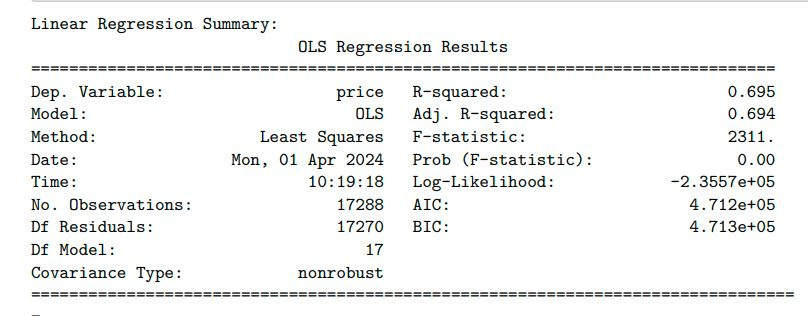 Linear Regression Summary:
OLS Regression Results
==============================================================================
Dep. Variable: price R-squared: 0.695
Model: OLS Adj. R-squared: 0.694
Method: Least Squares F-statistic: 2311.
Date: Mon, 01 Apr 2024 Prob (F-statistic): 0.00
Time: 10:19:18 Log-Likelihood: -2.3557e+05
No. Observations: 17288 AIC: 4.712e+05
Df Residuals: 17270 BIC: 4.713e+05
Df Model: 17
Covariance Type: nonrobust
================================================================================